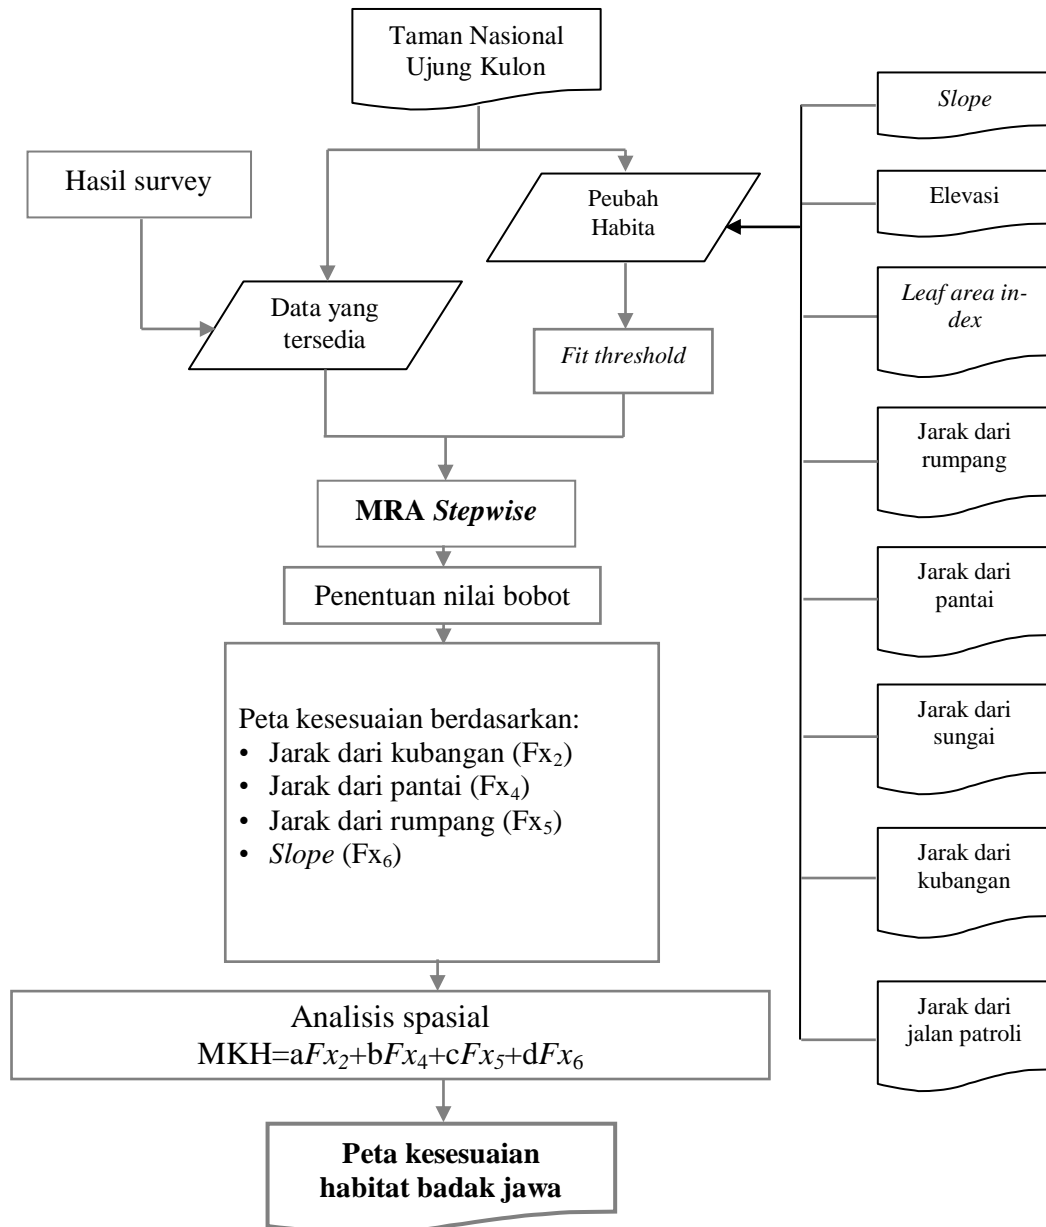 Taman Nasional
Ujung Kulon
Hasil survey
Peubah
Habita
Data yang
tersedia
Fit threshold
MRA Stepwise
Penentuan nilai bobot
Peta kesesuaian berdasarkan:
• Jarak dari kubangan (Fx₂)
• Jarak dari pantai (Fx₄)
• Jarak dari rumpang (Fx₅)
• Slope (Fx₆)
Analisis spasial
MKH=aFx₂+bFx₄+cFx₅+dFx₆
Peta kesesuaian
habitat badak jawa
Slope
Elevasi
Leaf area in-
dex
Jarak dari
rumpang
Jarak dari
pantai
Jarak dari
sungai
Jarak dari
kubangan
Jarak dari
jalan patroli